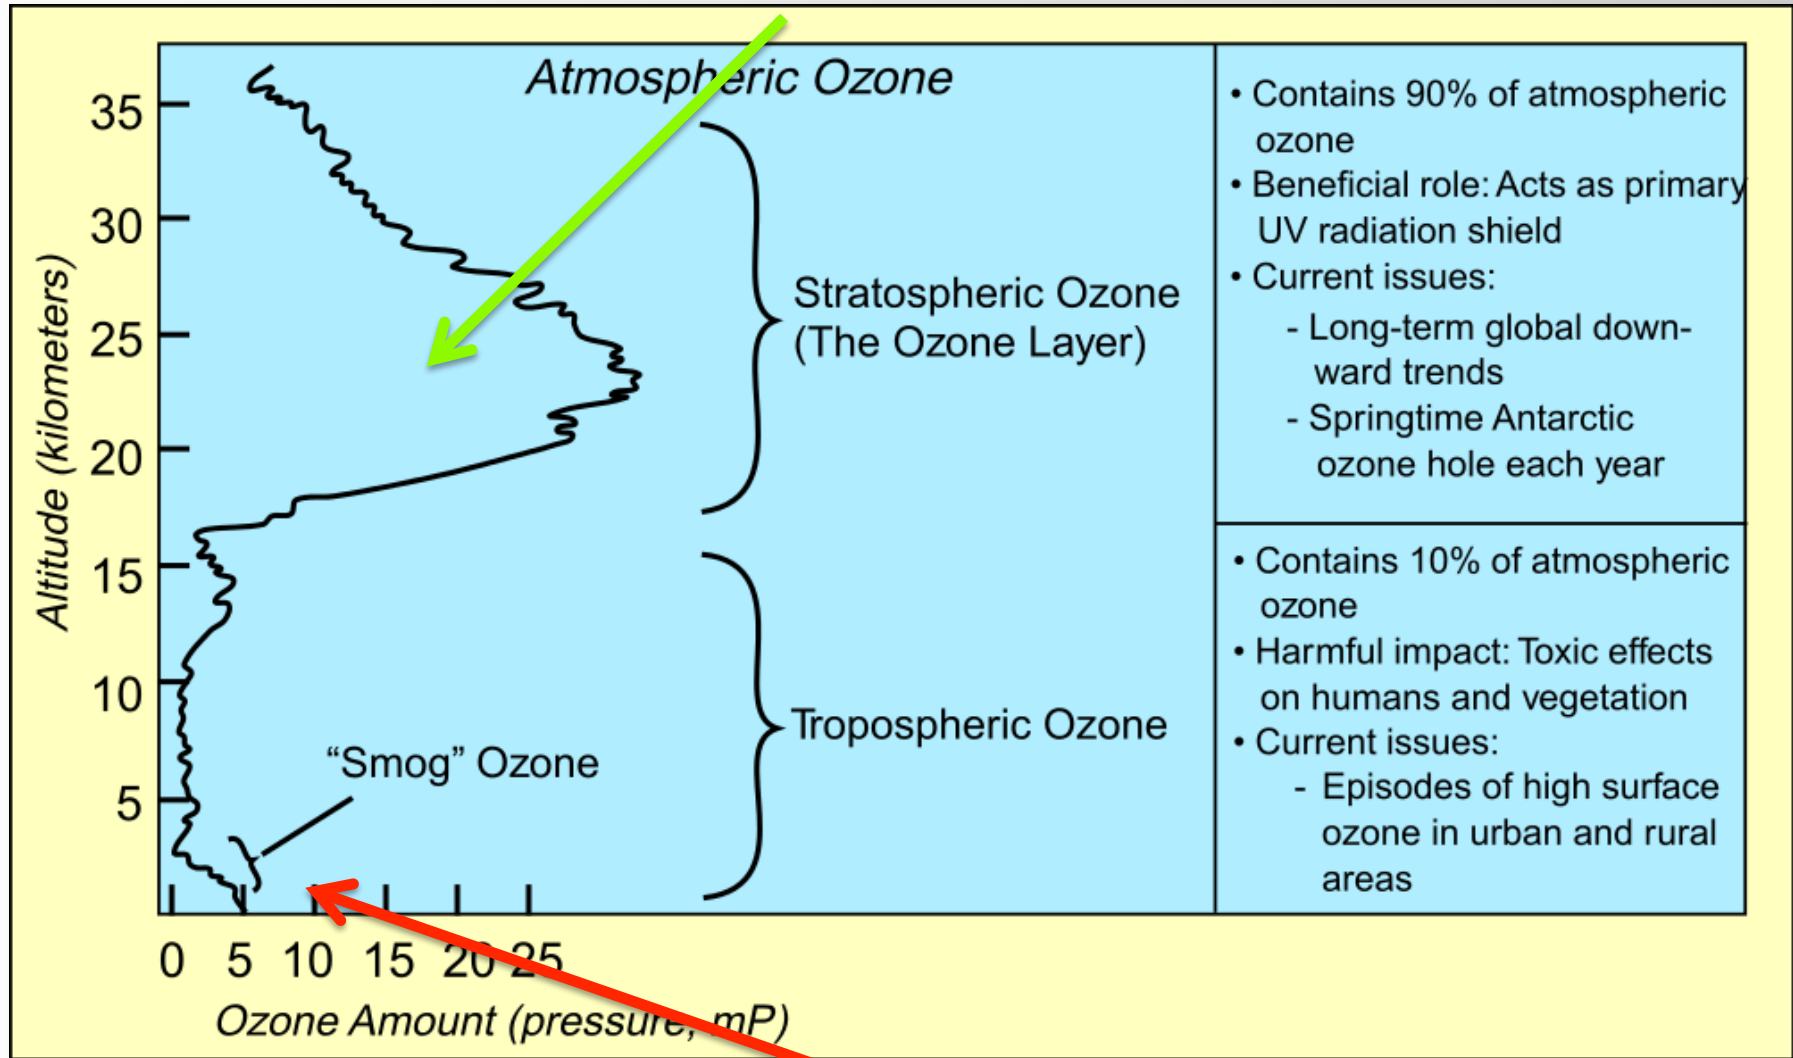 Atmospheric Ozone
Altitude (kilometers)
35
30
25
20
15
10
5
Stratospheric Ozone
(The Ozone Layer)
Tropospheric Ozone
“Smog” Ozone
0 5 10 15 20 25
Ozone Amount (pressure, mP)
• Contains 90% of atmospheric
ozone
• Beneficial role: Acts as primary
UV radiation shield
• Current issues:
- Long-term global down-
ward trends
- Springtime Antarctic
ozone hole each year
• Contains 10% of atmospheric
ozone
• Harmful impact: Toxic effects
on humans and vegetation
• Current issues:
- Episodes of high surface
ozone in urban and rural
areas